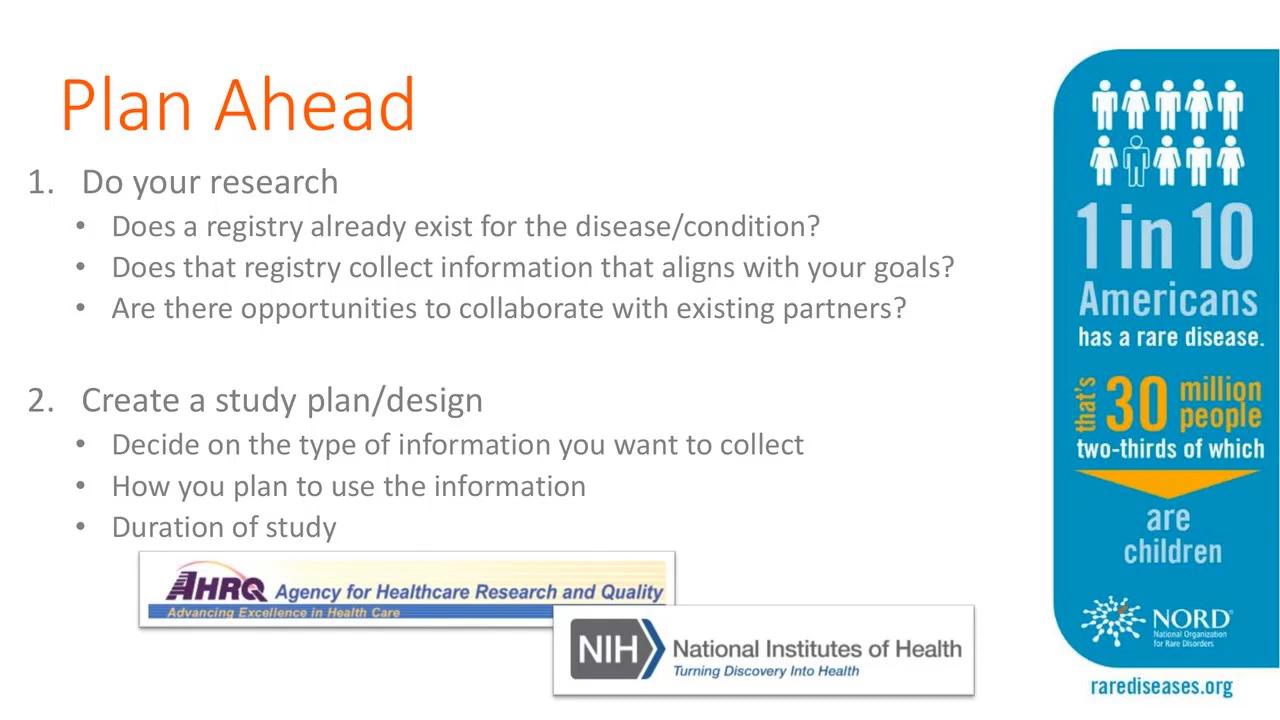 Plan Ahead
1. Do your research
• Does a registry already exist for the disease/condition?
• Does that registry collect information that aligns with your goals?
• Are there opportunities to collaborate with existing partners?
2. Create a study plan/design
• Decide on the type of information you want to collect
• How you plan to use the information
• Duration of study
AHRQ Agency for Healthcare Research and Quality
Advancing Excellence in Health Care
NIH National Institutes of Health
Turning Discovery Into Health
1 in 10
Americans
has a rare disease.
that's 30 million
people
two-thirds of which
are
children
NORD®
National Organization
for Rare Disorders
rarediseases.org